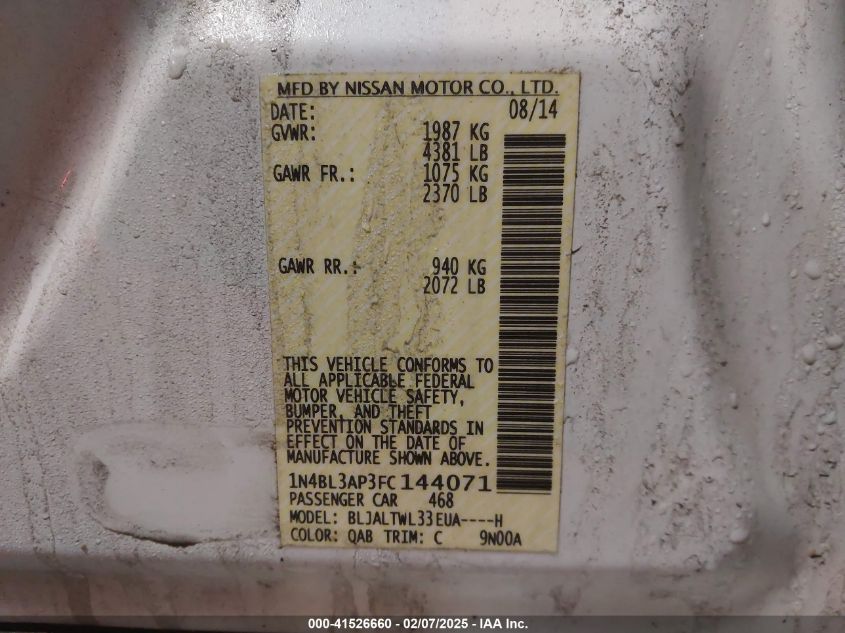 MFD BY NISSAN MOTOR CO., LTD.
DATE: 08/14
GVWR: 1987 KG
4381 LB
GAWR FR.: 1075 KG
2370 LB
GAWR RR.: 940 KG
2072 LB
THIS VEHICLE CONFORMS TO
ALL APPLICABLE FEDERAL
MOTOR VEHICLE SAFETY,
BUMPER, AND THEFT
PREVENTION STANDARDS IN
EFFECT ON THE DATE OF
MANUFACTURE SHOWN ABOVE.
1N4BL3AP3FC144071
PASSENGER CAR 468
MODEL: BLJALTWL33EUA----H
COLOR: QAB TRIM: C 9N00A
000-41526660 - 02/07/2025 - IAA Inc.